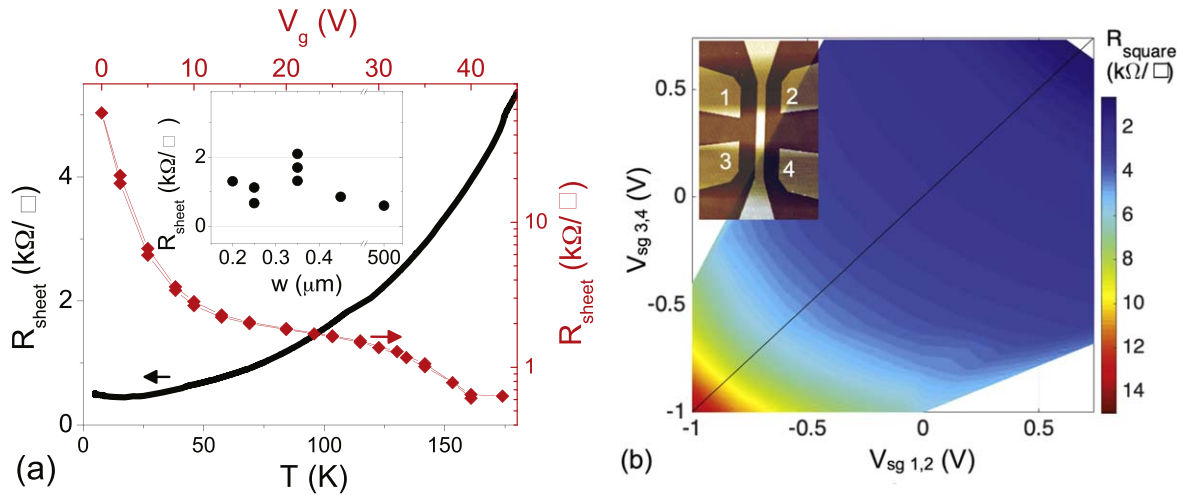 V_g (V)
0 10 20 30 40
R_sheet (kΩ/□)
4
2
0
R_sheet (kΩ/□)
2
0
0.2 0.4 500
w (μm)
10
1
R_sheet (kΩ/□)
0 50 100 150
T (K)
(a)
R_square
(kΩ/□)
1 2
3 4
0.5
0
-0.5
-1
V_sg 3,4 (V)
-1 -0.5 0 0.5
V_sg 1,2 (V)
2
4
6
8
10
12
14
(b)